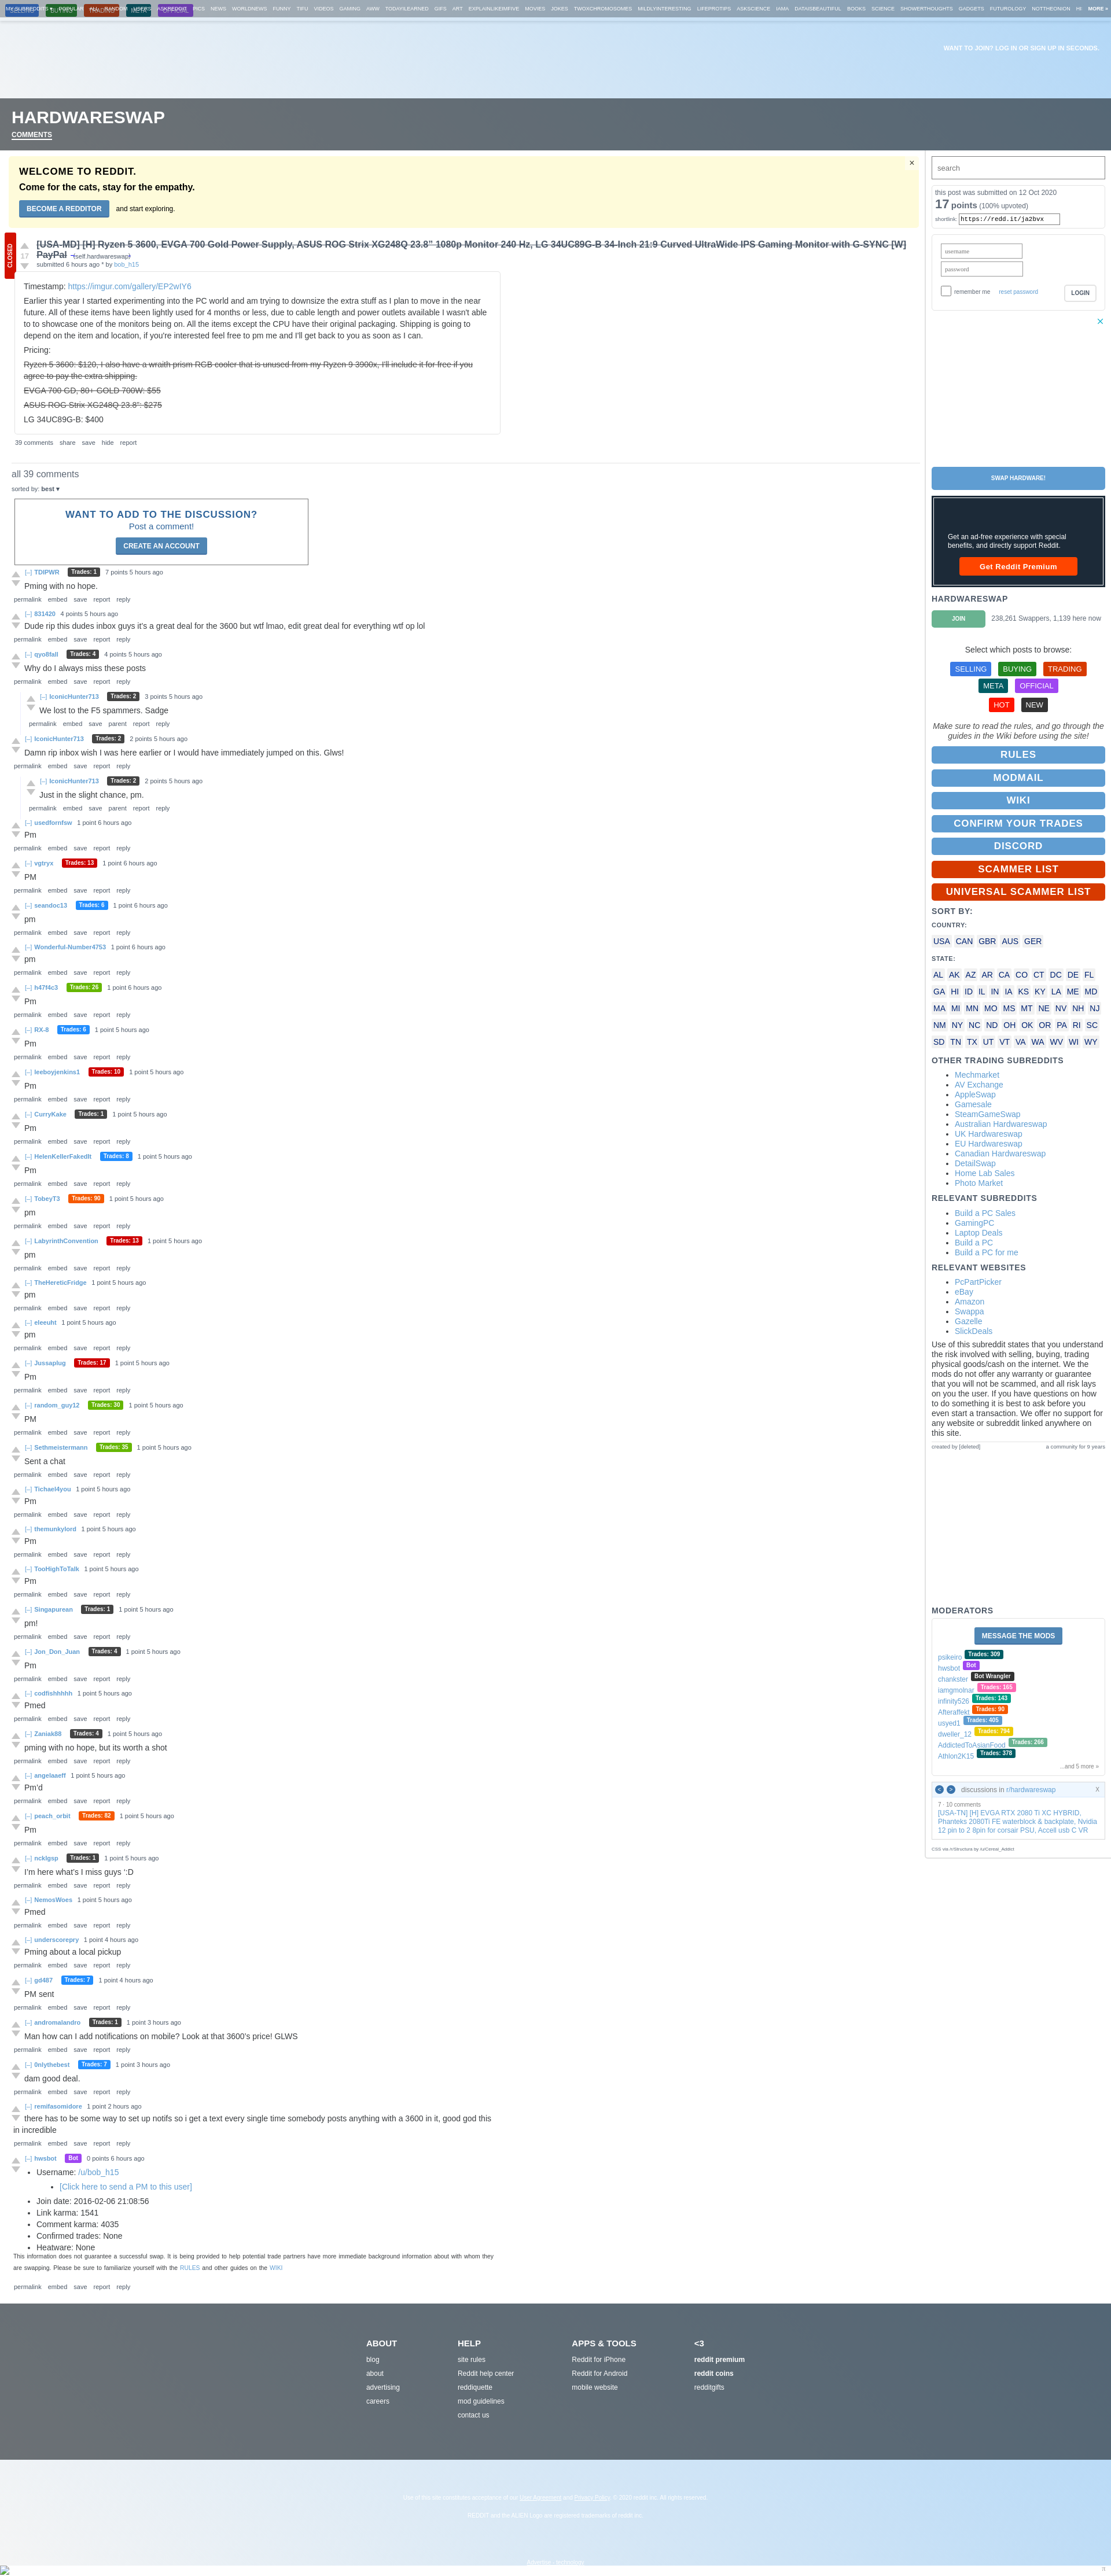 MORE »
WANT TO JOIN? LOG IN OR SIGN UP IN SECONDS.
HARDWARESWAP
COMMENTS
WELCOME TO REDDIT.
Come for the cats, stay for the empathy.
BECOME A REDDITOR and start exploring.
×
CLOSED
17
[USA-MD] [H] Ryzen 5 3600, EVGA 700 Gold Power Supply, ASUS ROG Strix XG248Q 23.8" 1080p Monitor 240 Hz, LG 34UC89G-B 34-Inch 21:9 Curved UltraWide IPS Gaming Monitor with G-SYNC [W]
PayPal (self.hardwareswap)
submitted 6 hours ago * by bob_h15
Timestamp: https://imgur.com/gallery/EP2wIY6
Earlier this year I started experimenting into the PC world and am trying to downsize the extra stuff as I plan to move in the near
future. All of these items have been lightly used for 4 months or less, due to cable length and power outlets available I wasn't able
to to showcase one of the monitors being on. All the items except the CPU have their original packaging. Shipping is going to
depend on the item and location, if you're interested feel free to pm me and I'll get back to you as soon as I can.
Pricing:
Ryzen 5 3600: $120, I also have a wraith prism RGB cooler that is unused from my Ryzen 9 3900x, I'll include it for free if you
agree to pay the extra shipping.
EVGA 700 GD, 80+ GOLD 700W: $55
ASUS ROG Strix XG248Q 23.8": $275
LG 34UC89G-B: $400
39 comments share save hide report
all 39 comments
sorted by: best ▾
WANT TO ADD TO THE DISCUSSION?
Post a comment!
CREATE AN ACCOUNT
[–] TDIPWR Trades: 1 7 points 5 hours ago
Pming with no hope.
permalink embed save report reply
[–] 831420 4 points 5 hours ago
Dude rip this dudes inbox guys it's a great deal for the 3600 but wtf lmao, edit great deal for everything wtf op lol
permalink embed save report reply
[–] qyo8fall Trades: 4 4 points 5 hours ago
Why do I always miss these posts
permalink embed save report reply
[–] IconicHunter713 Trades: 2 3 points 5 hours ago
We lost to the F5 spammers. Sadge
permalink embed save parent report reply
[–] IconicHunter713 Trades: 2 2 points 5 hours ago
Damn rip inbox wish I was here earlier or I would have immediately jumped on this. Glws!
permalink embed save report reply
[–] IconicHunter713 Trades: 2 2 points 5 hours ago
Just in the slight chance, pm.
permalink embed save parent report reply
[–] usedfornfsw 1 point 6 hours ago
Pm
permalink embed save report reply
[–] vgtryx Trades: 13 1 point 6 hours ago
PM
permalink embed save report reply
[–] seandoc13 Trades: 6 1 point 6 hours ago
pm
permalink embed save report reply
[–] Wonderful-Number4753 1 point 6 hours ago
pm
permalink embed save report reply
[–] h47f4c3 Trades: 26 1 point 6 hours ago
Pm
permalink embed save report reply
[–] RX-8 Trades: 6 1 point 5 hours ago
Pm
permalink embed save report reply
[–] leeboyjenkins1 Trades: 10 1 point 5 hours ago
Pm
permalink embed save report reply
[–] CurryKake Trades: 1 1 point 5 hours ago
Pm
permalink embed save report reply
[–] HelenKellerFakedIt Trades: 8 1 point 5 hours ago
Pm
permalink embed save report reply
[–] TobeyT3 Trades: 90 1 point 5 hours ago
pm
permalink embed save report reply
[–] LabyrinthConvention Trades: 13 1 point 5 hours ago
pm
permalink embed save report reply
[–] TheHereticFridge 1 point 5 hours ago
pm
permalink embed save report reply
[–] eleeuht 1 point 5 hours ago
pm
permalink embed save report reply
[–] Jussaplug Trades: 17 1 point 5 hours ago
Pm
permalink embed save report reply
[–] random_guy12 Trades: 30 1 point 5 hours ago
PM
permalink embed save report reply
[–] Sethmeistermann Trades: 35 1 point 5 hours ago
Sent a chat
permalink embed save report reply
[–] Tichael4you 1 point 5 hours ago
Pm
permalink embed save report reply
[–] themunkylord 1 point 5 hours ago
Pm
permalink embed save report reply
[–] TooHighToTalk 1 point 5 hours ago
Pm
permalink embed save report reply
[–] Singapurean Trades: 1 1 point 5 hours ago
pm!
permalink embed save report reply
[–] Jon_Don_Juan Trades: 4 1 point 5 hours ago
Pm
permalink embed save report reply
[–] codfishhhhh 1 point 5 hours ago
Pmed
permalink embed save report reply
[–] Zaniak88 Trades: 4 1 point 5 hours ago
pming with no hope, but its worth a shot
permalink embed save report reply
[–] angelaaeff 1 point 5 hours ago
Pm'd
permalink embed save report reply
[–] peach_orbit Trades: 82 1 point 5 hours ago
Pm
permalink embed save report reply
[–] ncklgsp Trades: 1 1 point 5 hours ago
I'm here what's I miss guys ':D
permalink embed save report reply
[–] NemosWoes 1 point 5 hours ago
Pmed
permalink embed save report reply
[–] underscorepry 1 point 4 hours ago
Pming about a local pickup
permalink embed save report reply
[–] gd487 Trades: 7 1 point 4 hours ago
PM sent
permalink embed save report reply
[–] andromalandro Trades: 1 1 point 3 hours ago
Man how can I add notifications on mobile? Look at that 3600's price! GLWS
permalink embed save report reply
[–] 0nlythebest Trades: 7 1 point 3 hours ago
dam good deal.
permalink embed save report reply
[–] remifasomidore 1 point 2 hours ago
there has to be some way to set up notifs so i get a text every single time somebody posts anything with a 3600 in it, good god this
in incredible
permalink embed save report reply
[–] hwsbot Bot 0 points 6 hours ago
Username: /u/bob_h15
[Click here to send a PM to this user]
Join date: 2016-02-06 21:08:56
Link karma: 1541
Comment karma: 4035
Confirmed trades: None
Heatware: None
This information does not guarantee a successful swap. It is being provided to help potential trade partners have more immediate background information about with whom they
are swapping. Please be sure to familiarize yourself with the RULES and other guides on the WIKI
permalink embed save report reply
search
this post was submitted on 12 Oct 2020
17 points (100% upvoted)
shortlink: https://redd.it/ja2bvx
username
password
remember me reset password LOGIN
SWAP HARDWARE!
Get an ad-free experience with special
benefits, and directly support Reddit.
Get Reddit Premium
HARDWARESWAP
JOIN 238,261 Swappers, 1,139 here now
Select which posts to browse:
SELLING BUYING TRADING
META OFFICIAL
HOT NEW
Make sure to read the rules, and go through the
guides in the Wiki before using the site!
RULES
MODMAIL
WIKI
CONFIRM YOUR TRADES
DISCORD
SCAMMER LIST
UNIVERSAL SCAMMER LIST
SORT BY:
COUNTRY:
USA CAN GBR AUS GER
STATE:
AL AK AZ AR CA CO CT DC DE FL
GA HI ID IL IN IA KS KY LA ME MD
MA MI MN MO MS MT NE NV NH NJ
NM NY NC ND OH OK OR PA RI SC
SD TN TX UT VT VA WA WV WI WY
OTHER TRADING SUBREDDITS
Mechmarket
AV Exchange
AppleSwap
Gamesale
SteamGameSwap
Australian Hardwareswap
UK Hardwareswap
EU Hardwareswap
Canadian Hardwareswap
DetailSwap
Home Lab Sales
Photo Market
RELEVANT SUBREDDITS
Build a PC Sales
GamingPC
Laptop Deals
Build a PC
Build a PC for me
RELEVANT WEBSITES
PcPartPicker
eBay
Amazon
Swappa
Gazelle
SlickDeals
Use of this subreddit states that you understand
the risk involved with selling, buying, trading
physical goods/cash on the internet. We the
mods do not offer any warranty or guarantee
that you will not be scammed, and all risk lays
on you the user. If you have questions on how
to do something it is best to ask before you
even start a transaction. We offer no support for
any website or subreddit linked anywhere on
this site.
created by [deleted] a community for 9 years
MODERATORS
MESSAGE THE MODS
psikeiro Trades: 309
hwsbot Bot
chankster Bot Wrangler
iamgmolnar Trades: 165
infinity526 Trades: 143
Afteraffekt Trades: 90
usyed1 Trades: 405
dweller_12 Trades: 794
AddictedToAsianFood Trades: 266
Athlon2K15 Trades: 378
...and 5 more »
< > discussions in r/hardwareswap X
7 · 10 comments
[USA-TN] [H] EVGA RTX 2080 Ti XC HYBRID,
Phanteks 2080Ti FE waterblock & backplate, Nvidia
12 pin to 2 8pin for corsair PSU, Accell usb C VR
ABOUT
blog
about
advertising
careers
HELP
site rules
Reddit help center
reddiquette
mod guidelines
contact us
APPS & TOOLS
Reddit for iPhone
Reddit for Android
mobile website
<3
reddit premium
reddit coins
redditgifts
Use of this site constitutes acceptance of our User Agreement and Privacy Policy. © 2020 reddit inc. All rights reserved.
REDDIT and the ALIEN Logo are registered trademarks of reddit inc.